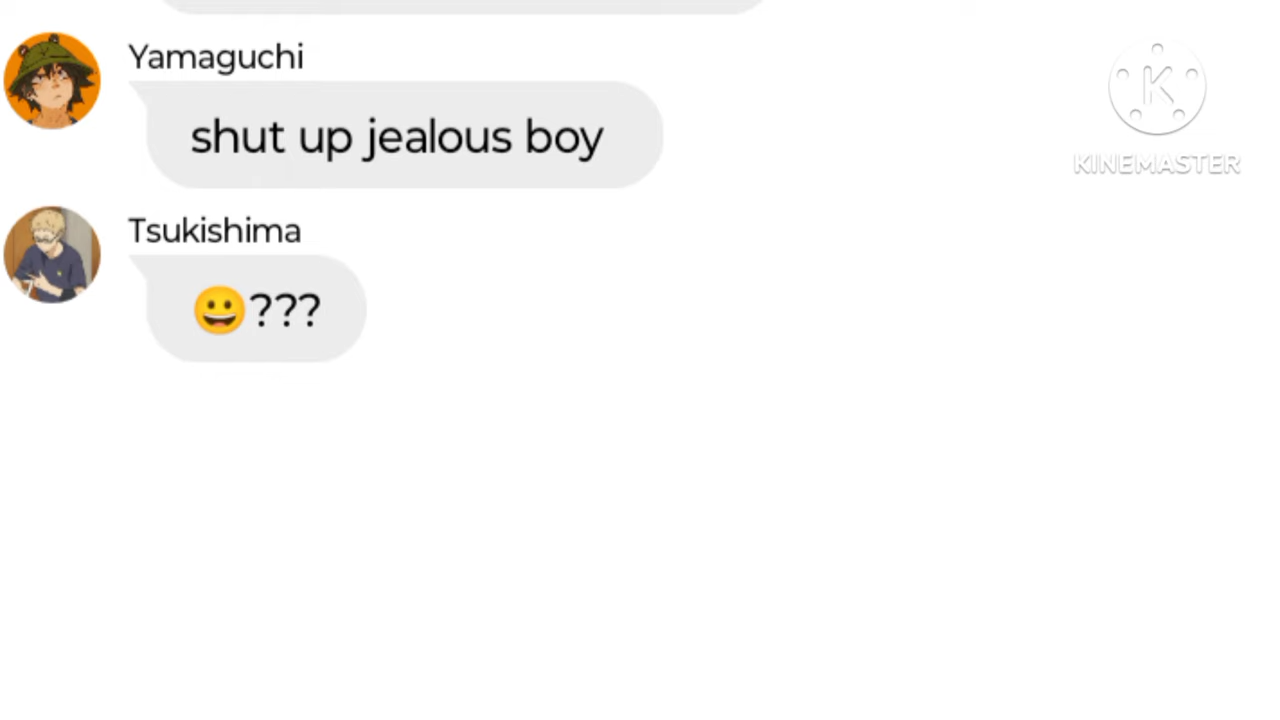 Yamaguchi
shut up jealous boy
Tsukishima
😀???
K
KINEMASTER